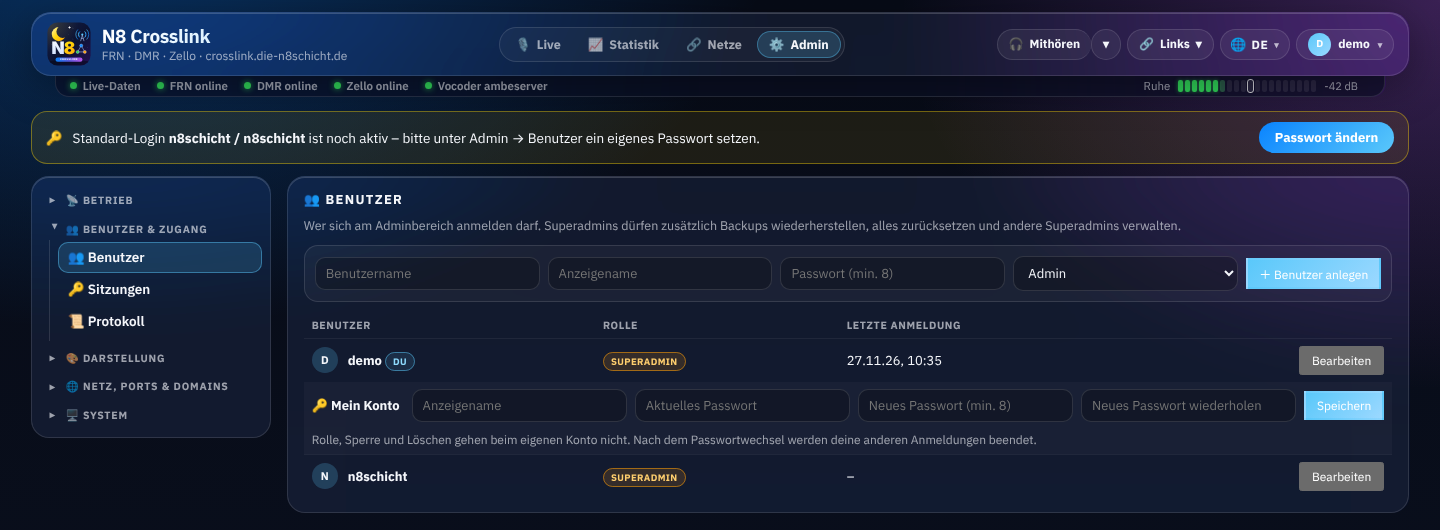 N8 Crosslink
FRN · DMR · Zello · crosslink.die-n8schicht.de
Live
Statistik
Netze
Admin
Mithören
Links
DE
D demo
Live-Daten
FRN online
DMR online
Zello online
Vocoder ambeserver
Ruhe
-42 dB
Standard-Login n8schicht / n8schicht ist noch aktiv – bitte unter Admin → Benutzer ein eigenes Passwort setzen.
Passwort ändern
BETRIEB
BENUTZER & ZUGANG
Benutzer
Sitzungen
Protokoll
DARSTELLUNG
NETZ, PORTS & DOMAINS
SYSTEM
BENUTZER
Wer sich am Adminbereich anmelden darf. Superadmins dürfen zusätzlich Backups wiederherstellen, alles zurücksetzen und andere Superadmins verwalten.
Benutzername
Anzeigename
Passwort (min. 8)
Admin
+ Benutzer anlegen
BENUTZER
ROLLE
LETZTE ANMELDUNG
D demo DU
SUPERADMIN
27.11.26, 10:35
Bearbeiten
Mein Konto
Anzeigename
Aktuelles Passwort
Neues Passwort (min. 8)
Neues Passwort wiederholen
Speichern
Rolle, Sperre und Löschen gehen beim eigenen Konto nicht. Nach dem Passwortwechsel werden deine anderen Anmeldungen beendet.
N n8schicht
SUPERADMIN
–
Bearbeiten